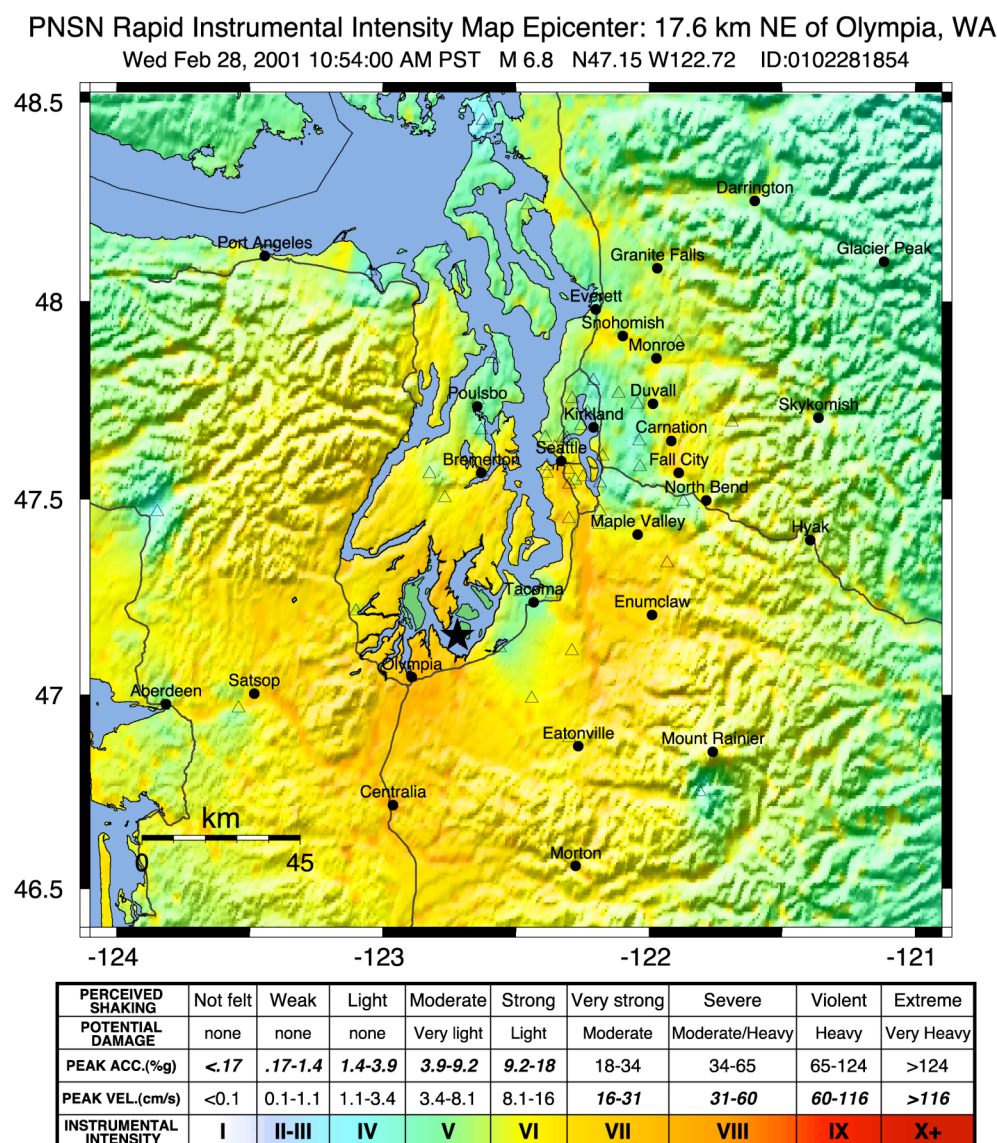 PNSN Rapid Instrumental Intensity Map Epicenter: 17.6 km NE of Olympia, WA
Wed Feb 28, 2001 10:54:00 AM PST M 6.8 N47.15 W122.72 ID:0102281854
48.5
Darrington
Port Angeles
Glacier Peak
Granite Falls
48
Everett
Snohomish
Monroe
Duvall
Poulsbo
Skykomish
Kirkland
Carnation
Seattle
Bremerton
Fall City
North Bend
47.5
Maple Valley
Hyak
Tacoma
Enumclaw
Olympia
47
Satsop
Aberdeen
Eatonville
Mount Rainier
Centralia
km
0 45
Morton
46.5
-124 -123 -122 -121
PERCEIVED SHAKING Not felt Weak Light Moderate Strong Very strong Severe Violent Extreme
POTENTIAL DAMAGE none none none Very light Light Moderate Moderate/Heavy Heavy Very Heavy
PEAK ACC.(%g) <.17 .17-1.4 1.4-3.9 3.9-9.2 9.2-18 18-34 34-65 65-124 >124
PEAK VEL.(cm/s) <0.1 0.1-1.1 1.1-3.4 3.4-8.1 8.1-16 16-31 31-60 60-116 >116
INSTRUMENTAL INTENSITY I II-III IV V VI VII VIII IX X+